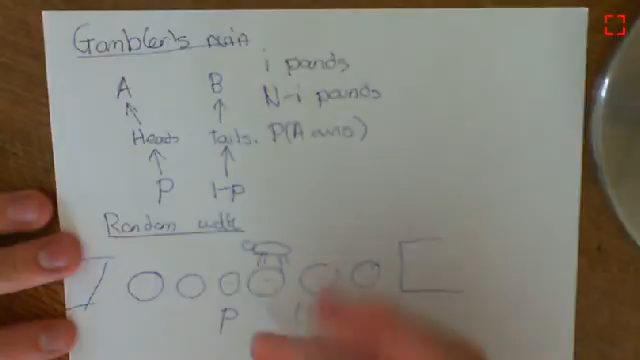 Gambler's ruin
i pounds
A B
N-i pounds
Heads Tails. P(A wins)
P 1-p
Random walk
P